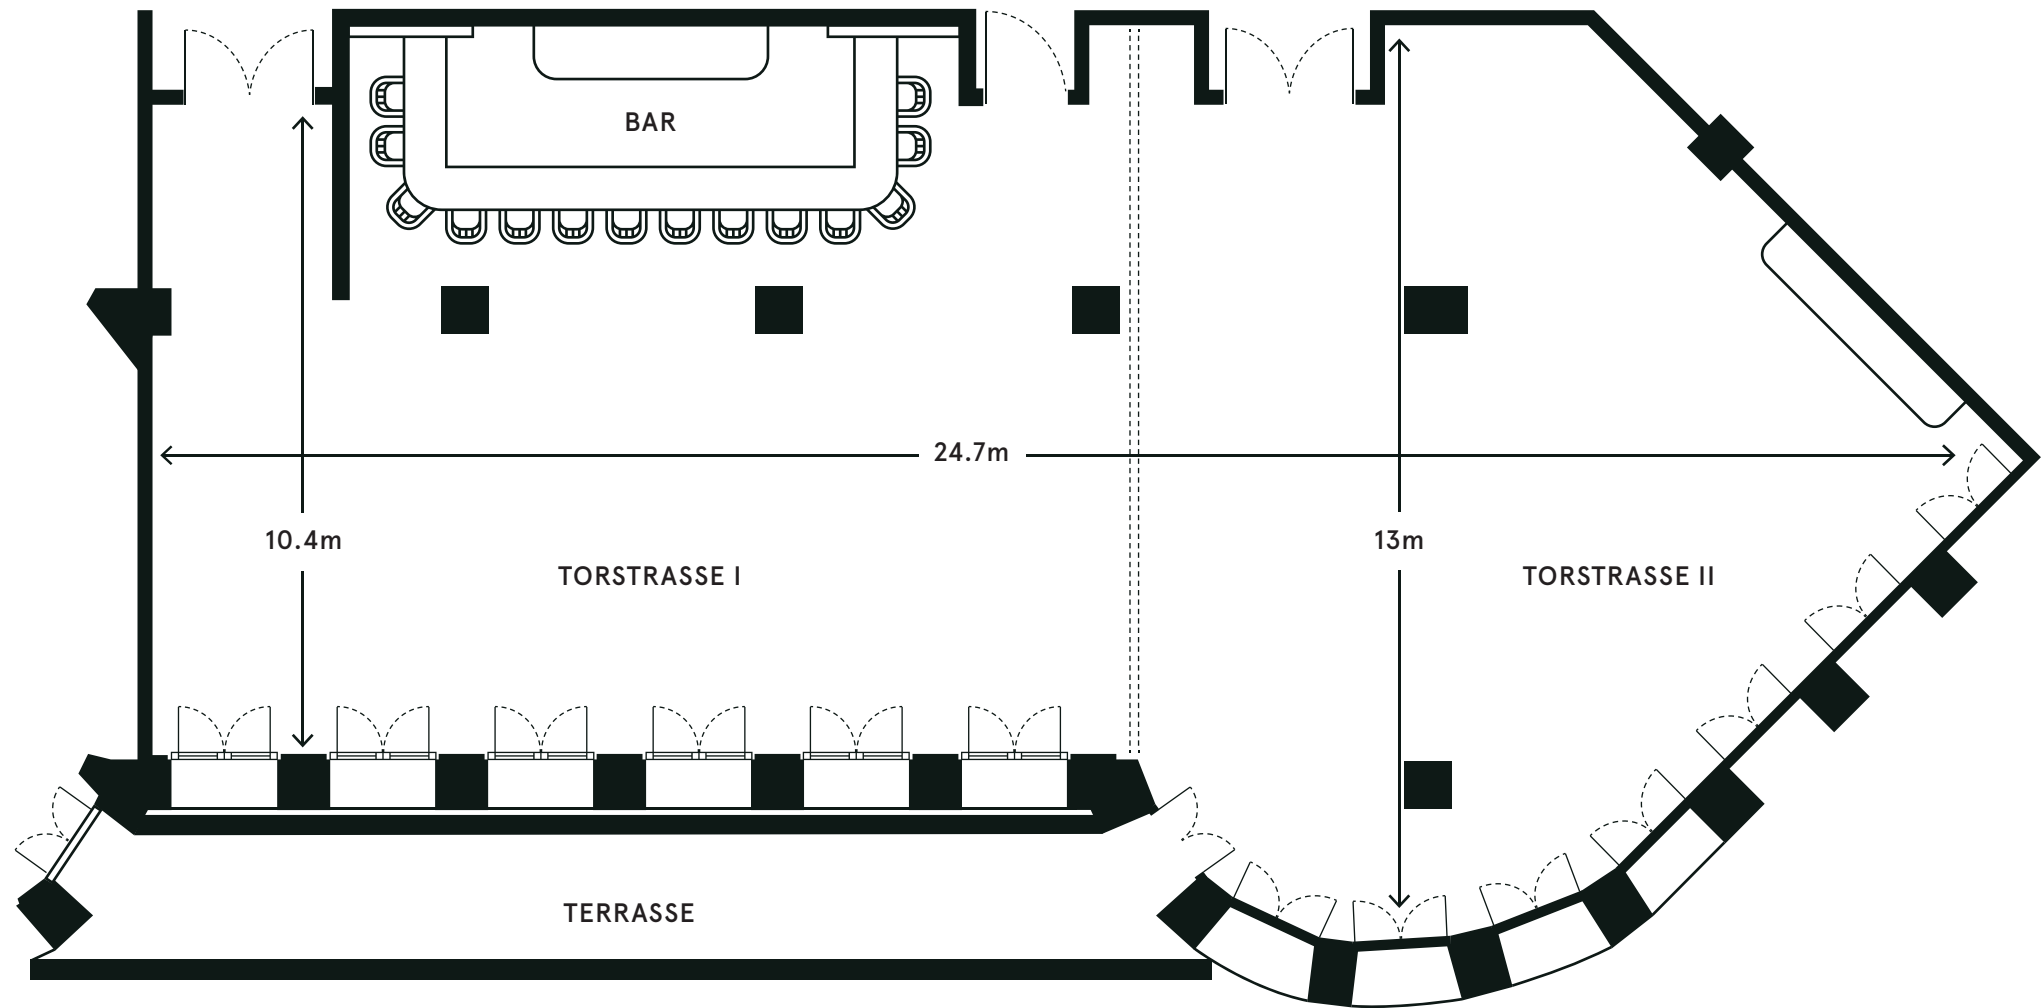 BAR
24.7m
10.4m
13m
TORSTRASSE I
TORSTRASSE II
TERRASSE